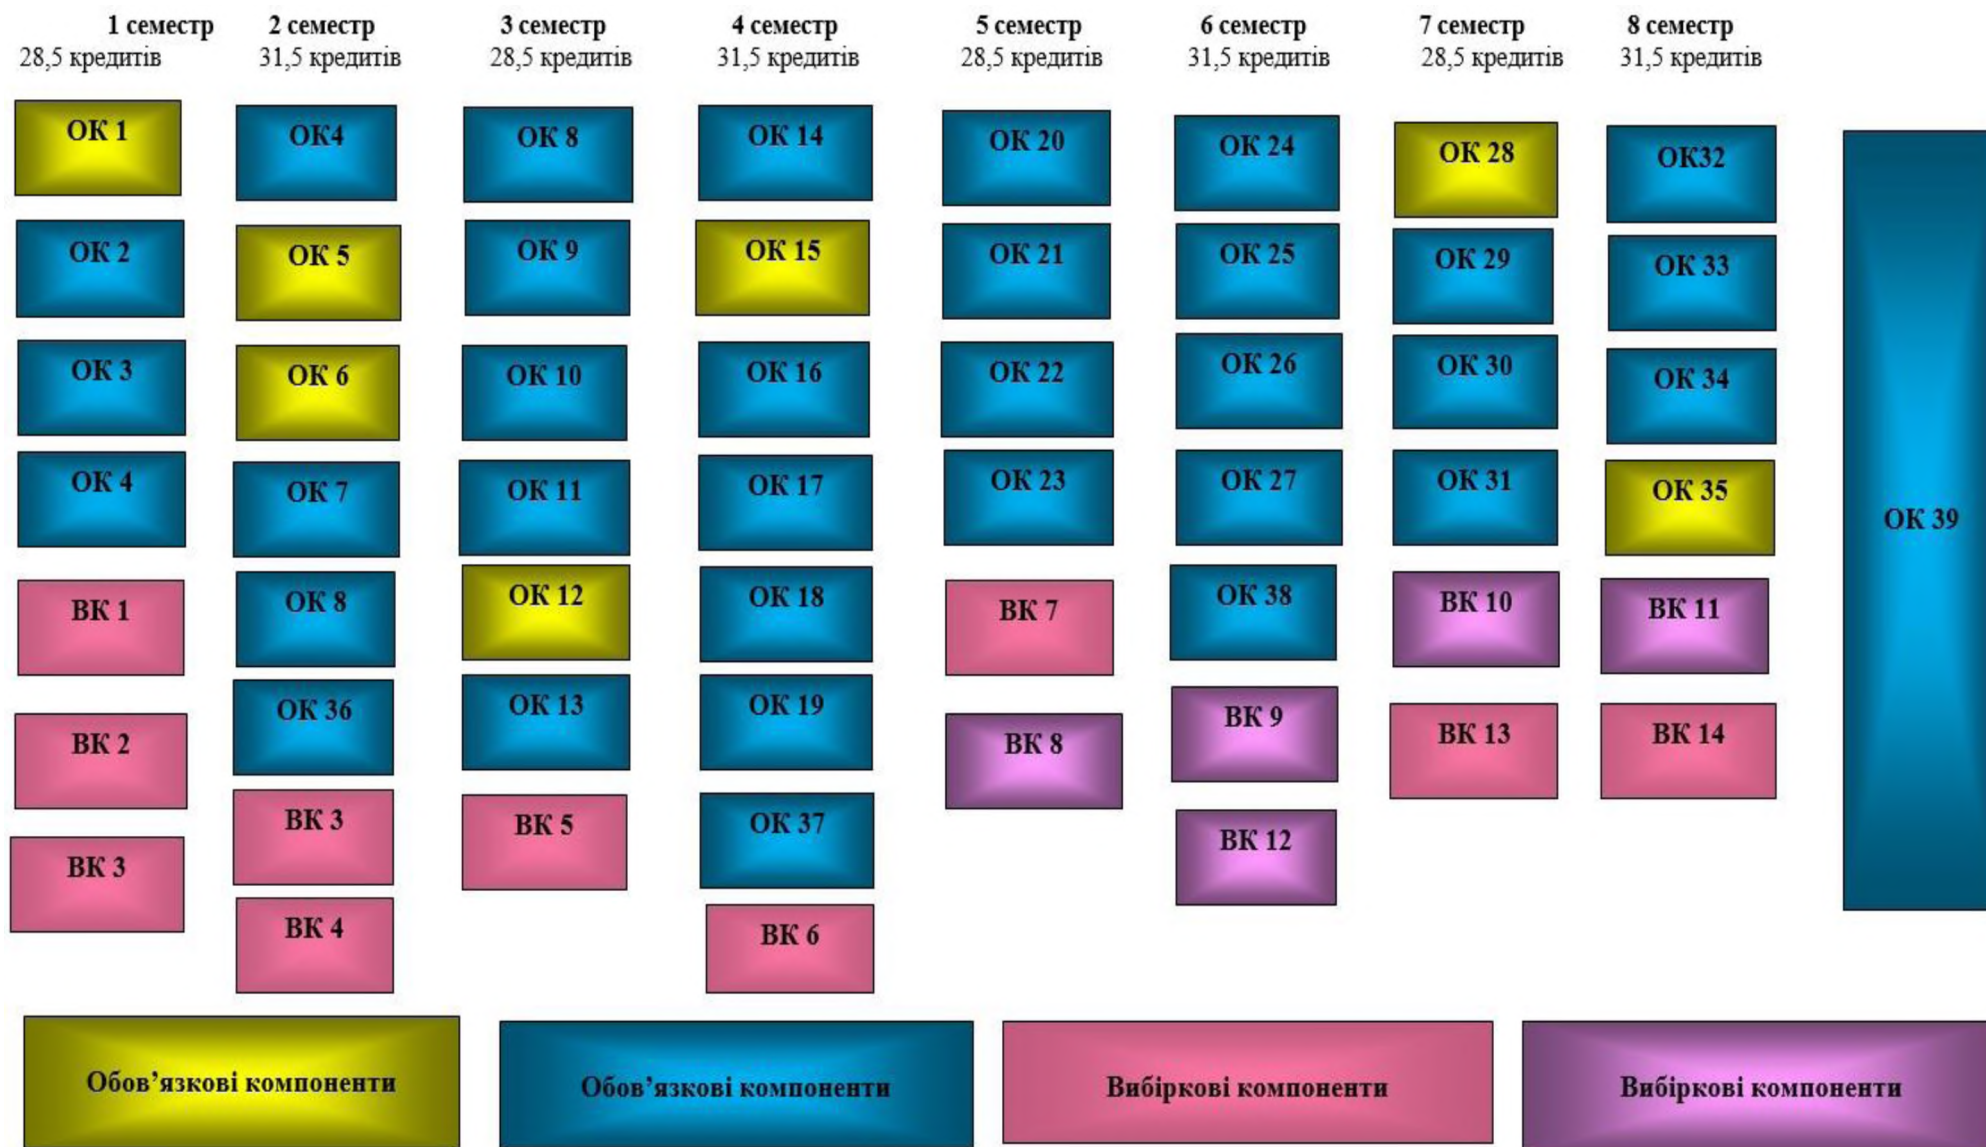 1 семестр
28,5 кредитів
2 семестр
31,5 кредитів
3 семестр
28,5 кредитів
4 семестр
31,5 кредитів
5 семестр
28,5 кредитів
6 семестр
31,5 кредитів
7 семестр
28,5 кредитів
8 семестр
31,5 кредитів
ОК 1
ОК 2
ОК 3
ОК 4
ВК 1
ВК 2
ВК 3
ОК4
ОК 5
ОК 6
ОК 7
ОК 8
ОК 36
ВК 3
ВК 4
ОК 8
ОК 9
ОК 10
ОК 11
ОК 12
ОК 13
ВК 5
ОК 14
ОК 15
ОК 16
ОК 17
ОК 18
ОК 19
ОК 37
ВК 6
ОК 20
ОК 21
ОК 22
ОК 23
ВК 7
ВК 8
ОК 24
ОК 25
ОК 26
ОК 27
ОК 38
ВК 9
ВК 12
ОК 28
ОК 29
ОК 30
ОК 31
ВК 10
ВК 13
ОК32
ОК 33
ОК 34
ОК 35
ВК 11
ВК 14
ОК 39
Обов’язкові компоненти
Обов’язкові компоненти
Вибіркові компоненти
Вибіркові компоненти